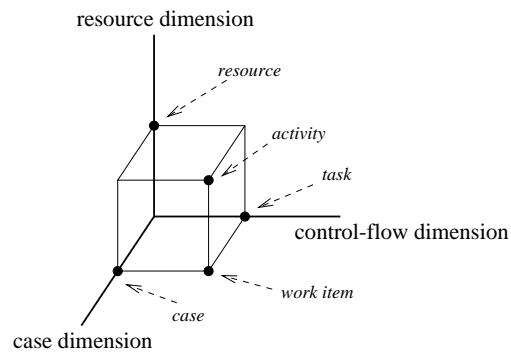 resource dimension
resource
activity
task
control-flow dimension
work item
case
case dimension